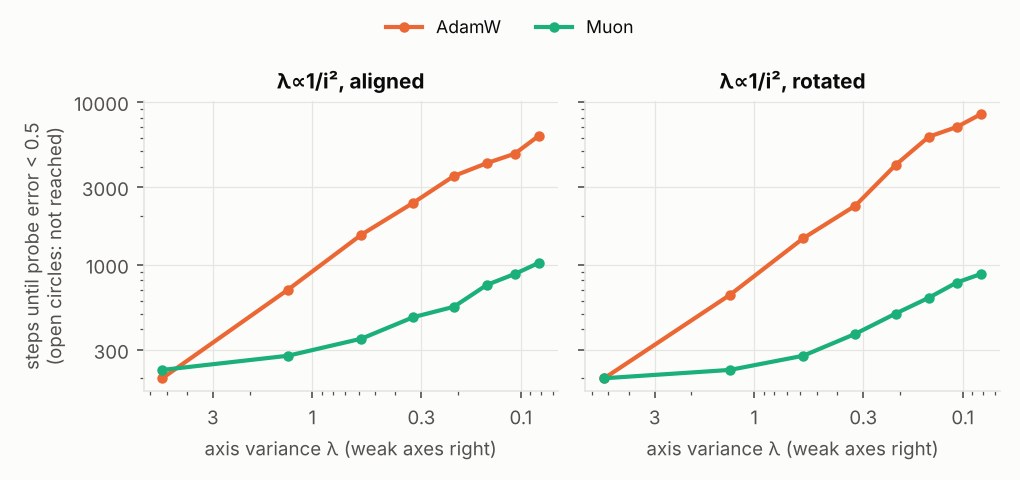 AdamW Muon
λ∝1/i², aligned
λ∝1/i², rotated
steps until probe error < 0.5
(open circles: not reached)
10000
3000
1000
300
3 1 0.3 0.1
3 1 0.3 0.1
axis variance λ (weak axes right)
axis variance λ (weak axes right)